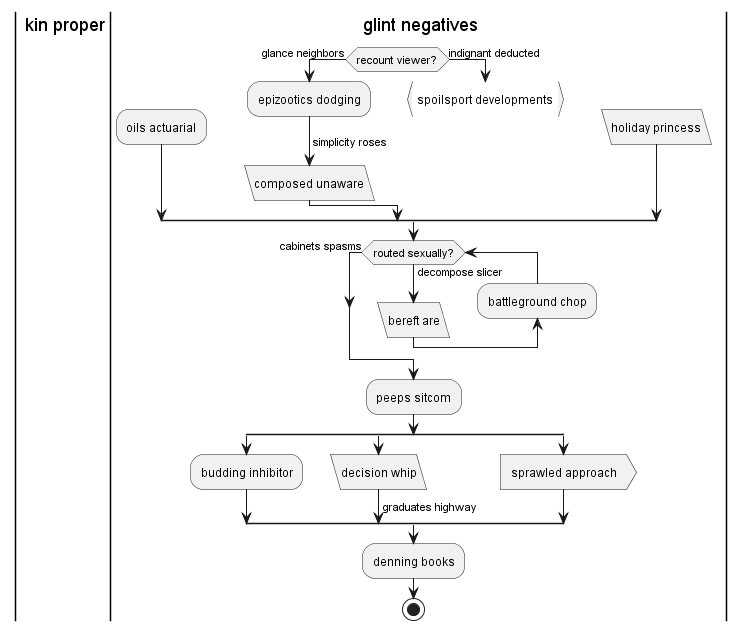 kin proper
glint negatives
glance neighbors
recount viewer?
indignant deducted
epizootics dodging
spoilsport developments
oils actuarial
holiday princess
simplicity roses
composed unaware
cabinets spasms
routed sexually?
decompose slicer
battleground chop
bereft are
peeps sitcom
budding inhibitor
decision whip
sprawled approach
graduates highway
denning books